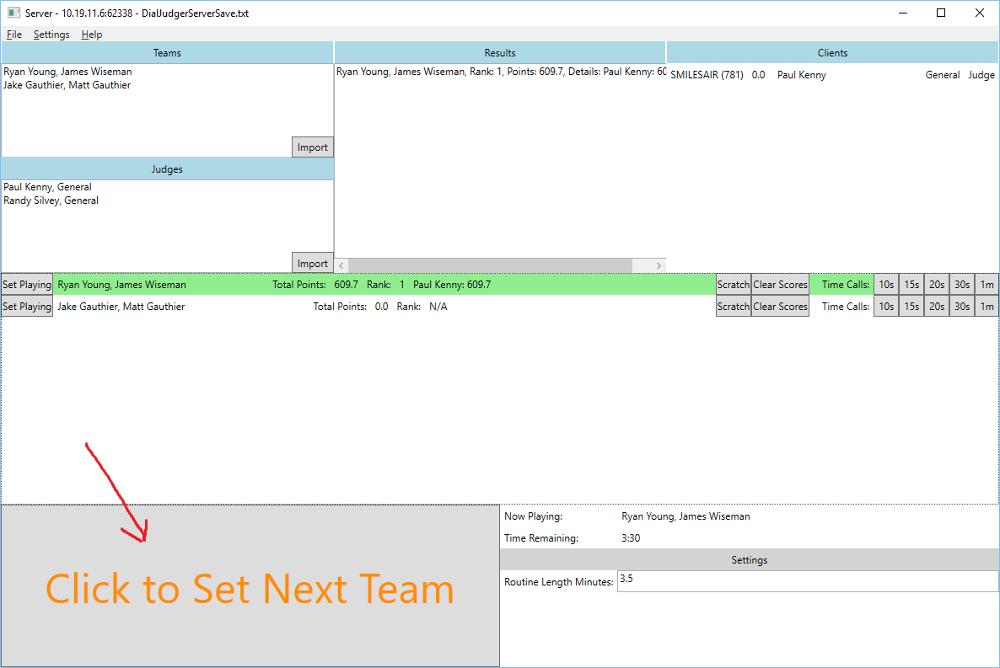 Server - 10.19.11.6:62338 - DialJudgerServerSave.txt
File Settings Help
Teams
Ryan Young, James Wiseman
Jake Gauthier, Matt Gauthier
Import
Judges
Paul Kenny, General
Randy Silvey, General
Import
Results
Ryan Young, James Wiseman, Rank: 1, Points: 609.7, Details: Paul Kenny: 60
Clients
SMILESAIR (781) 0.0 Paul Kenny General Judge
Set Playing Ryan Young, James Wiseman Total Points: 609.7 Rank: 1 Paul Kenny: 609.7 Scratch Clear Scores Time Calls: 10s 15s 20s 30s 1m
Set Playing Jake Gauthier, Matt Gauthier Total Points: 0.0 Rank: N/A Scratch Clear Scores Time Calls: 10s 15s 20s 30s 1m
Click to Set Next Team
Now Playing: Ryan Young, James Wiseman
Time Remaining: 3:30
Settings
Routine Length Minutes: 3.5